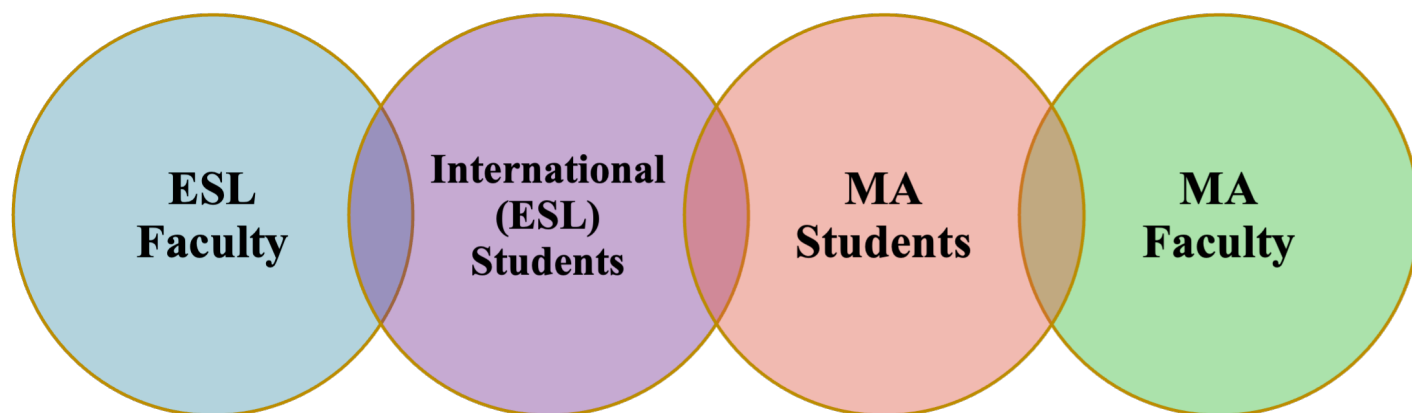 ESL
Faculty
International
(ESL)
Students
MA
Students
MA
Faculty